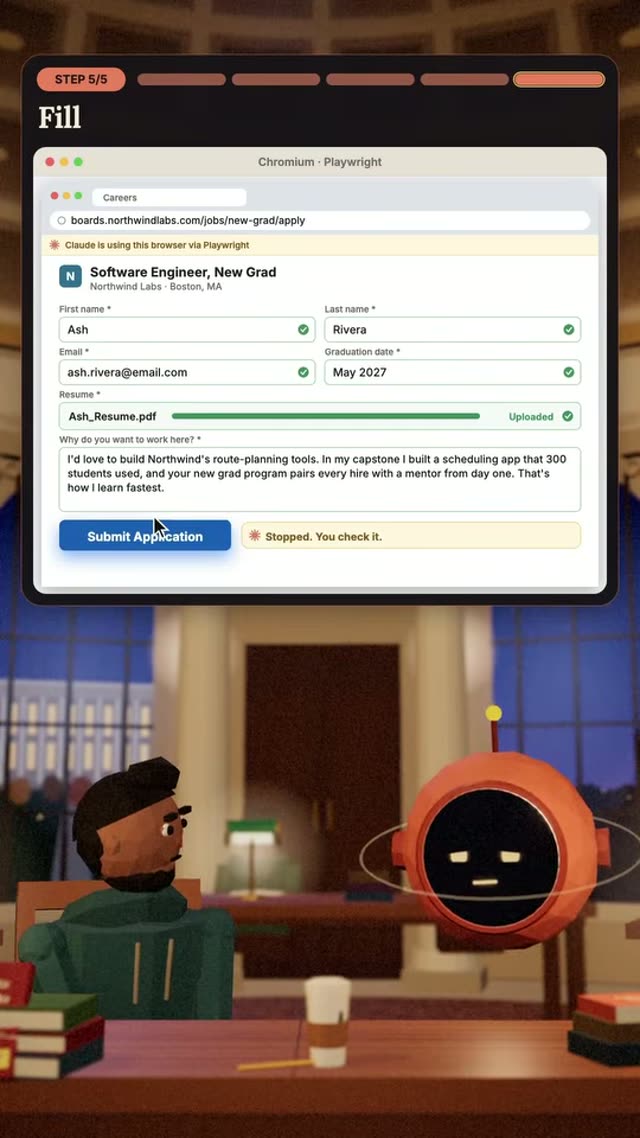 STEP 5/5
Fill
Chromium · Playwright
Careers
boards.northwindlabs.com/jobs/new-grad/apply
Claude is using this browser via Playwright
N
Software Engineer, New Grad
Northwind Labs · Boston, MA
First name *
Last name *
Ash
Rivera
Email *
Graduation date *
ash.rivera@email.com
May 2027
Resume *
Ash_Resume.pdf
Uploaded
Why do you want to work here? *
I'd love to build Northwind's route-planning tools. In my capstone I built a scheduling app that 300
students used, and your new grad program pairs every hire with a mentor from day one. That's
how I learn fastest.
Submit Application
Stopped. You check it.